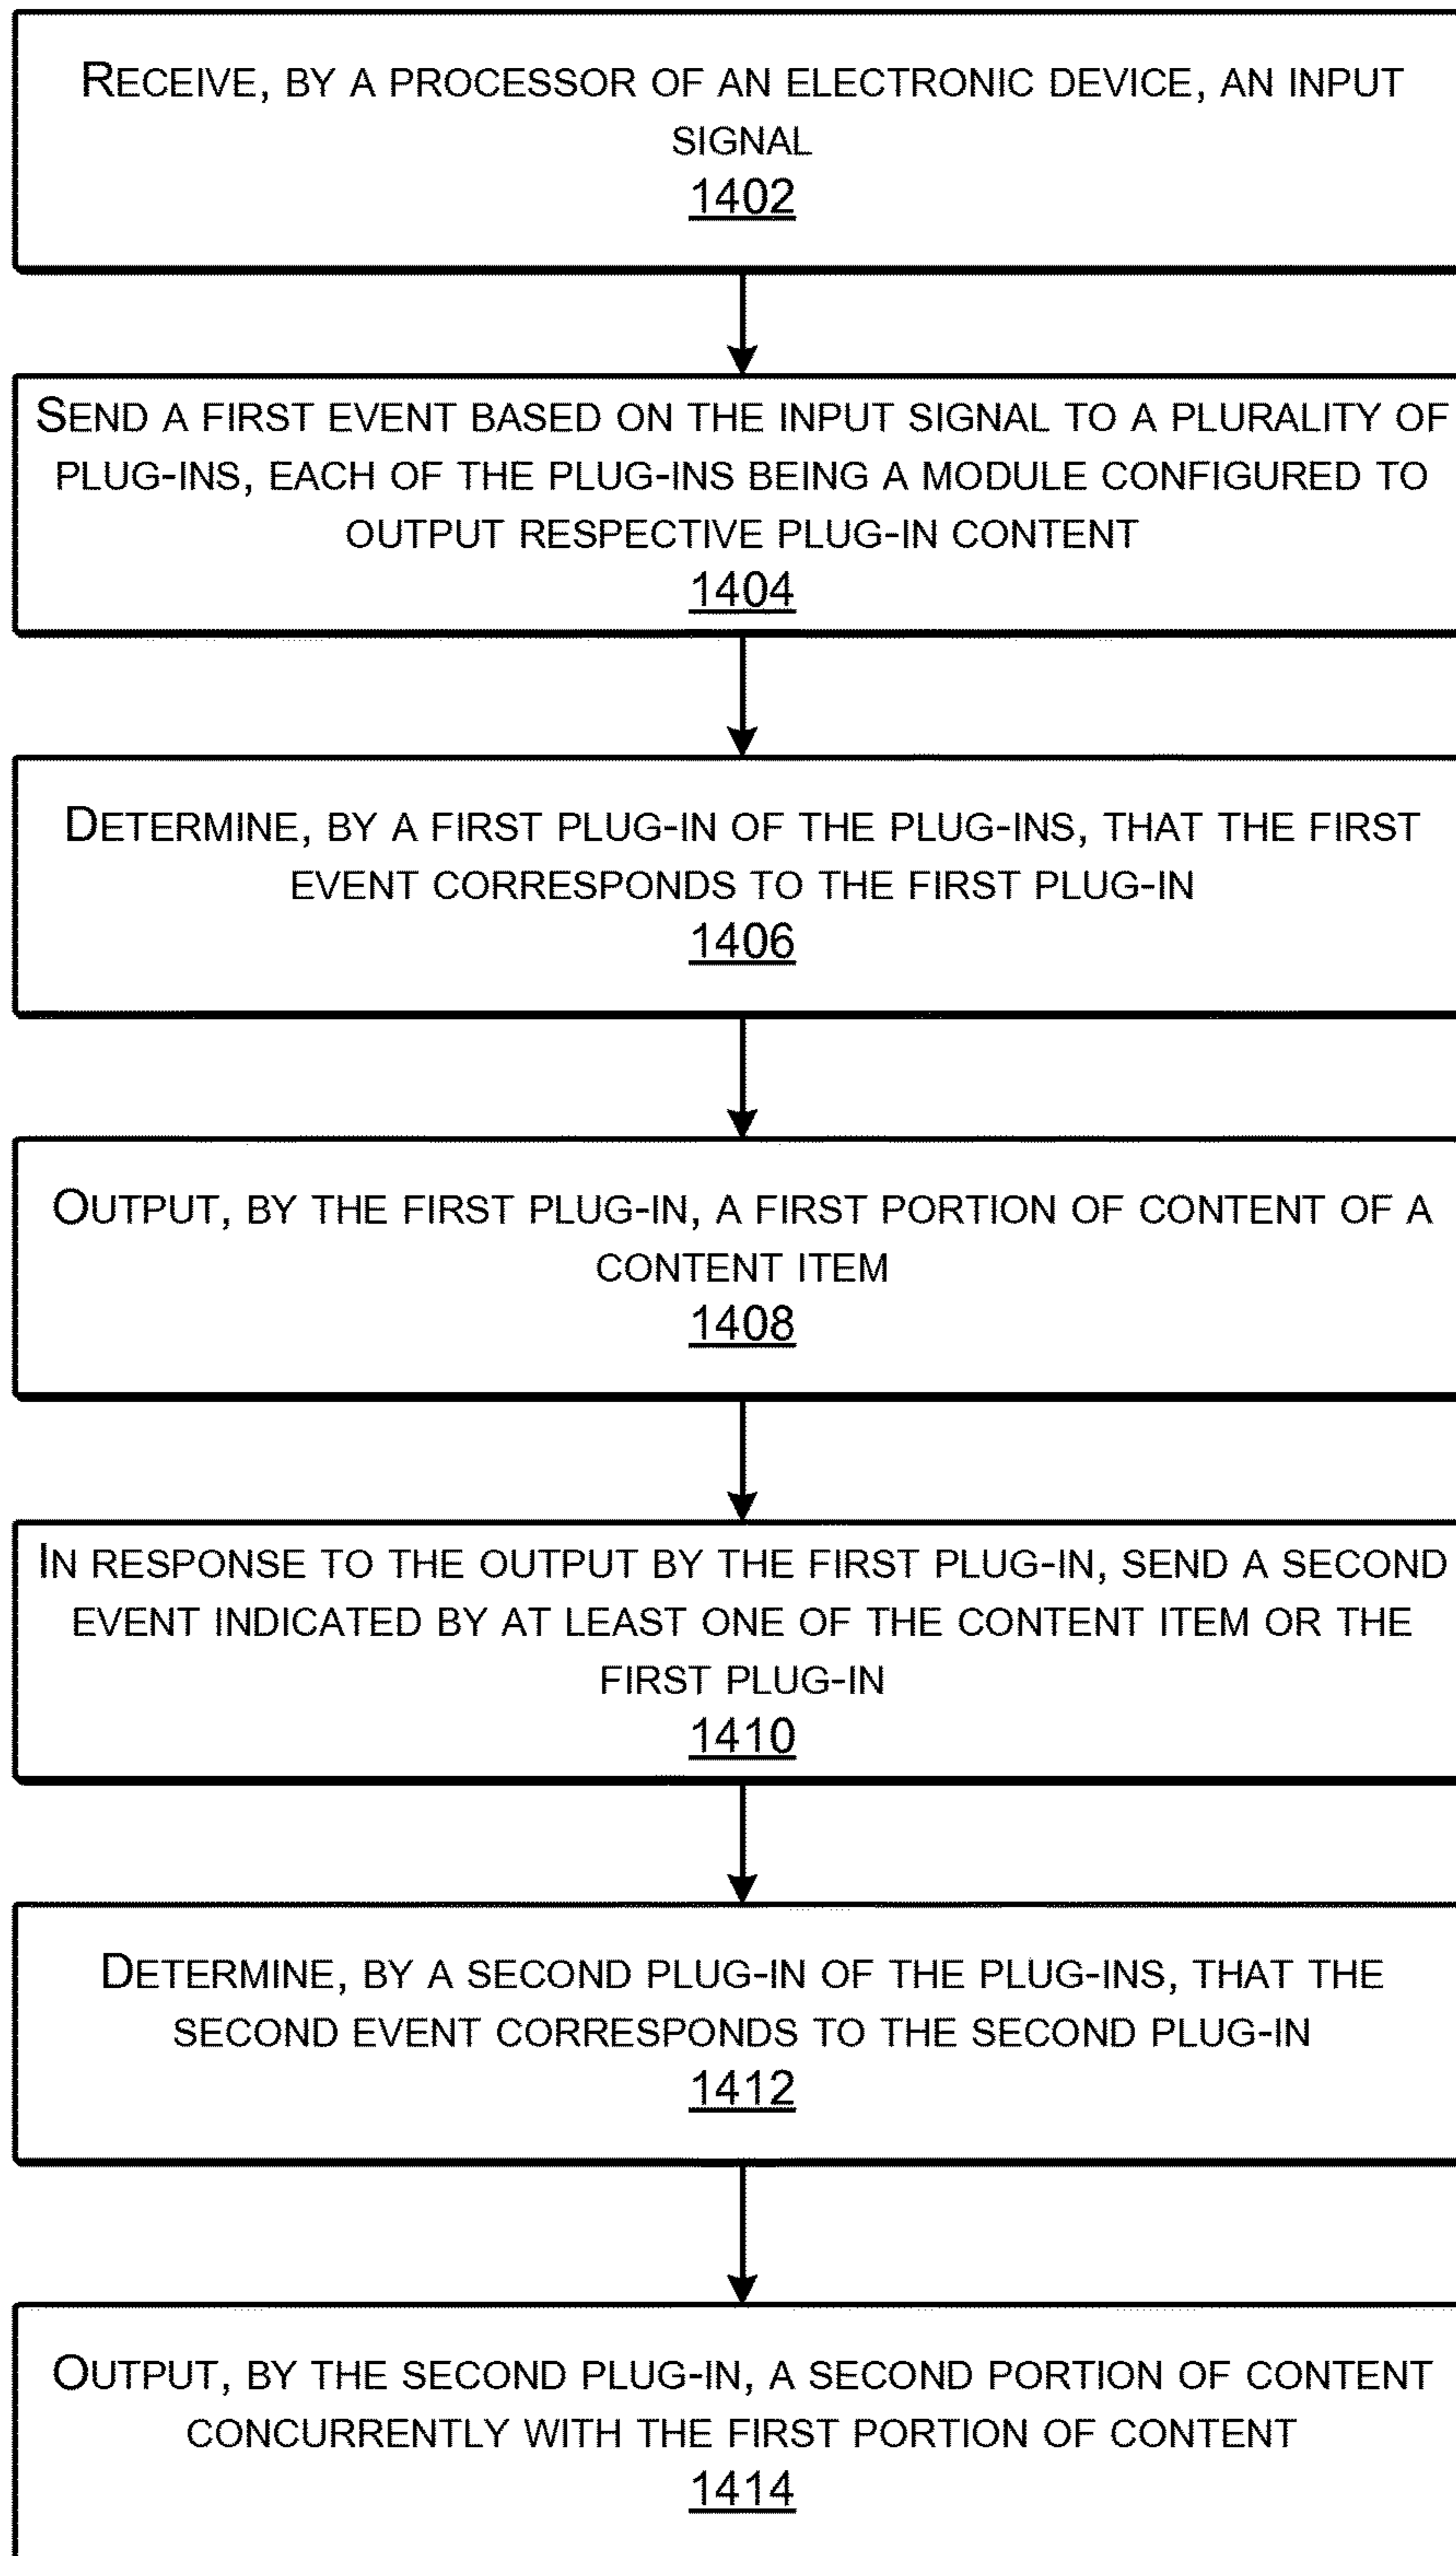 RECEIVE, BY A PROCESSOR OF AN ELECTRONIC DEVICE, AN INPUT
SIGNAL
1402
SEND A FIRST EVENT BASED ON THE INPUT SIGNAL TO A PLURALITY OF
PLUG-INS, EACH OF THE PLUG-INS BEING A MODULE CONFIGURED TO
OUTPUT RESPECTIVE PLUG-IN CONTENT
1404
DETERMINE, BY A FIRST PLUG-IN OF THE PLUG-INS, THAT THE FIRST
EVENT CORRESPONDS TO THE FIRST PLUG-IN
1406
OUTPUT, BY THE FIRST PLUG-IN, A FIRST PORTION OF CONTENT OF A
CONTENT ITEM
1408
IN RESPONSE TO THE OUTPUT BY THE FIRST PLUG-IN, SEND A SECOND
EVENT INDICATED BY AT LEAST ONE OF THE CONTENT ITEM OR THE
FIRST PLUG-IN
1410
DETERMINE, BY A SECOND PLUG-IN OF THE PLUG-INS, THAT THE
SECOND EVENT CORRESPONDS TO THE SECOND PLUG-IN
1412
OUTPUT, BY THE SECOND PLUG-IN, A SECOND PORTION OF CONTENT
CONCURRENTLY WITH THE FIRST PORTION OF CONTENT
1414